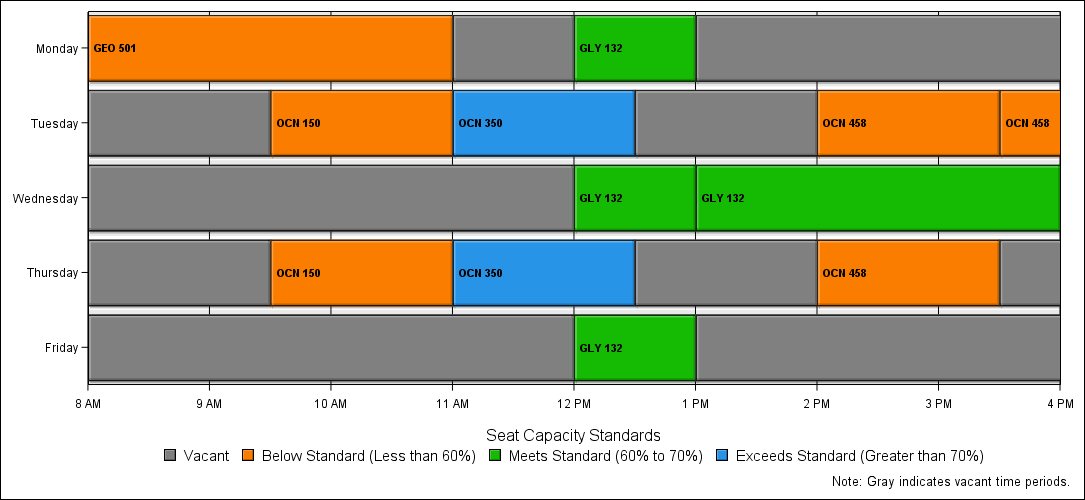 Monday
GEO 501
GLY 132
Tuesday
OCN 150
OCN 350
OCN 458
OCN 458
Wednesday
GLY 132
GLY 132
Thursday
OCN 150
OCN 350
OCN 458
Friday
GLY 132
8 AM 9 AM 10 AM 11 AM 12 PM 1 PM 2 PM 3 PM 4 PM
Seat Capacity Standards
Vacant Below Standard (Less than 60%) Meets Standard (60% to 70%) Exceeds Standard (Greater than 70%)
Note: Gray indicates vacant time periods.